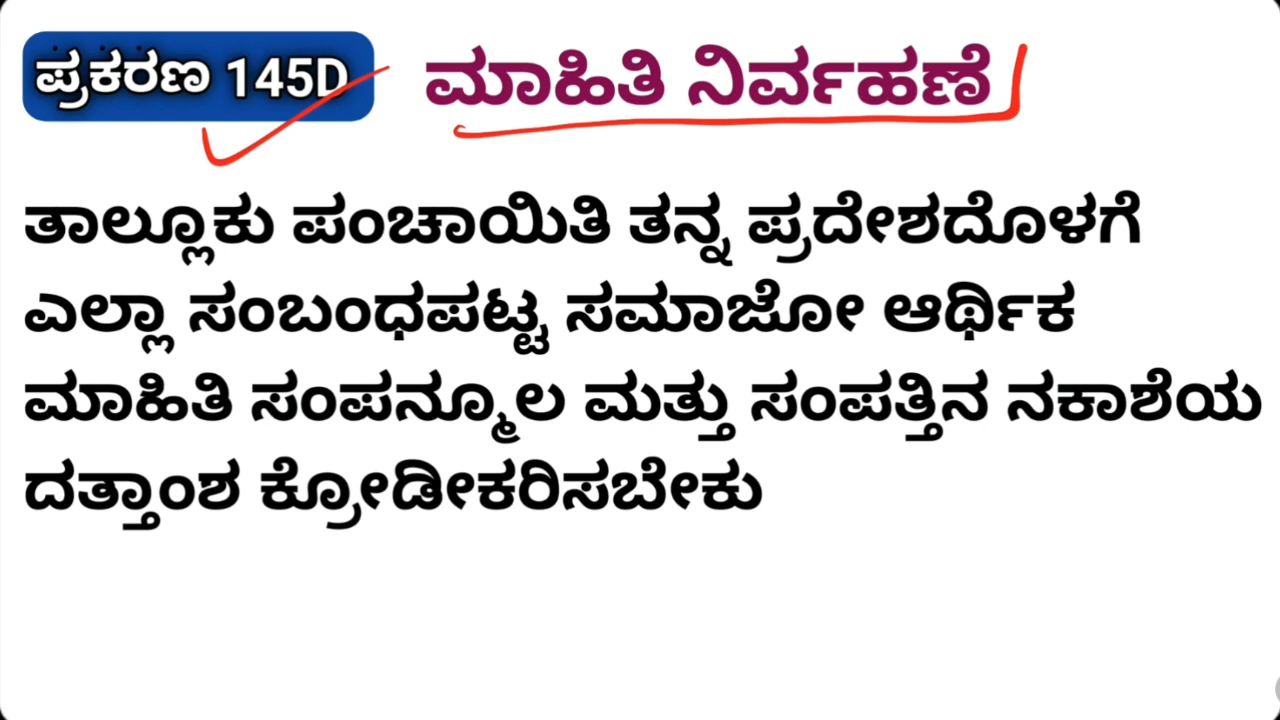 ಪ್ರಕರಣ 145D ಮಾಹಿತಿ ನಿರ್ವಹಣೆ
ತಾಲ್ಲೂಕು ಪಂಚಾಯಿತಿ ತನ್ನ ಪ್ರದೇಶದೊಳಗೆ
ಎಲ್ಲಾ ಸಂಬಂಧಪಟ್ಟ ಸಮಾಜೋ ಆರ್ಥಿಕ
ಮಾಹಿತಿ ಸಂಪನ್ಮೂಲ ಮತ್ತು ಸಂಪತ್ತಿನ ನಕಾಶೆಯ
ದತ್ತಾಂಶ ಕ್ರೋಡೀಕರಿಸಬೇಕು